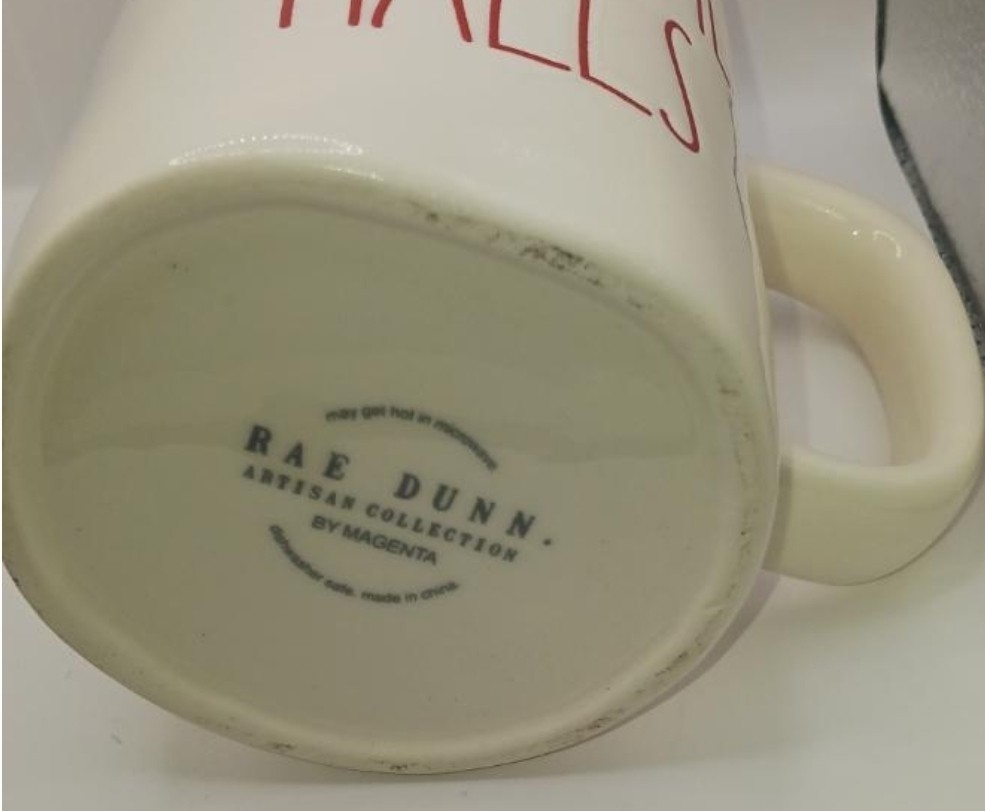 HALLS
may get hot in microwave
RAE DUNN.
ARTISAN COLLECTION
BY MAGENTA
dishwasher safe. made in china.